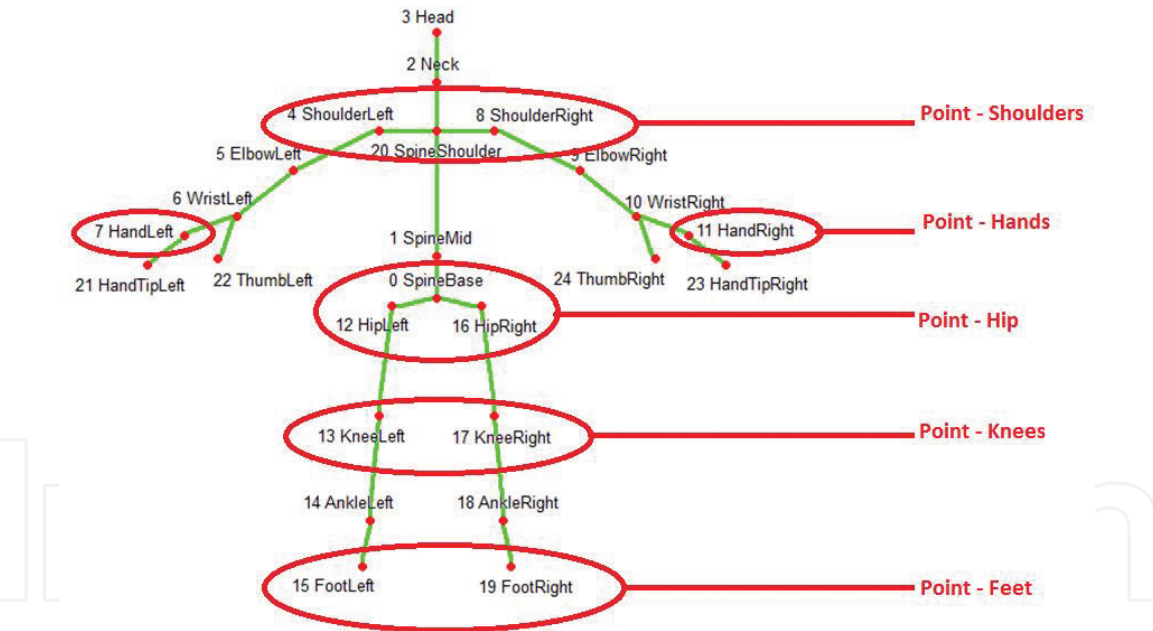 3 Head
2 Neck
4 ShoulderLeft
8 ShoulderRight
Point - Shoulders
20 SpineShoulder
5 ElbowLeft
9 ElbowRight
6 WristLeft
10 WristRight
7 HandLeft
11 HandRight
Point - Hands
1 SpineMid
21 HandTipLeft
22 ThumbLeft
0 SpineBase
24 ThumbRight
23 HandTipRight
12 HipLeft
16 HipRight
Point - Hip
13 KneeLeft
17 KneeRight
Point - Knees
14 AnkleLeft
18 AnkleRight
15 FootLeft
19 FootRight
Point - Feet